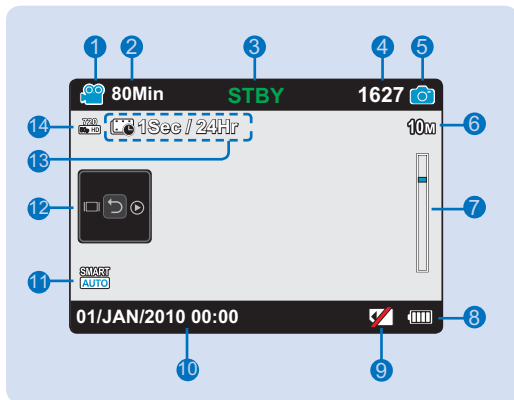 1 2 3 4 5
80Min STBY 1627
14 720 HD 1Sec / 24Hr 10M 6
13
12 7
SMART
11 AUTO
01/JAN/2010 00:00 8
10 9